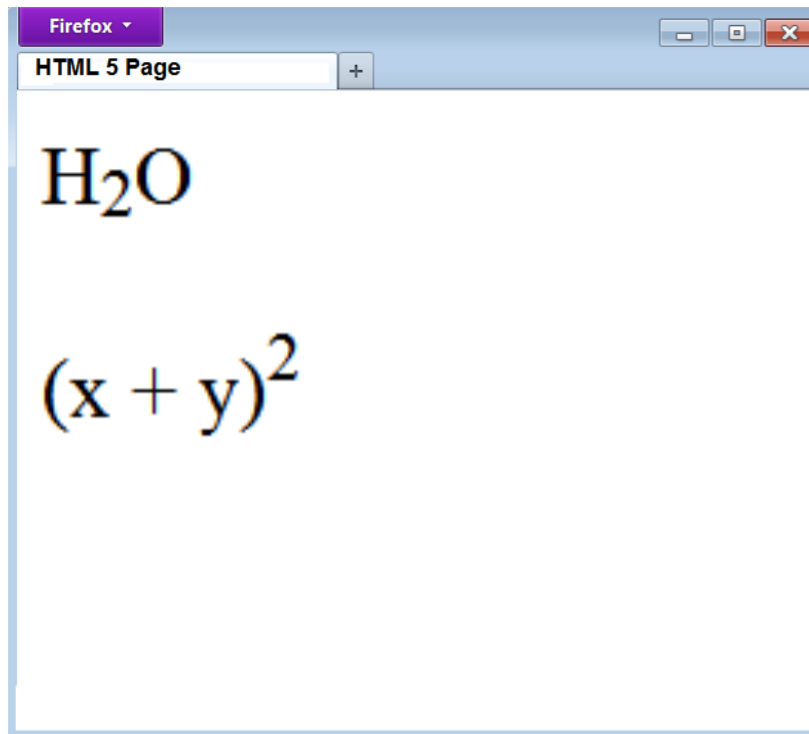 Firefox
HTML 5 Page
H₂O
(x + y)²